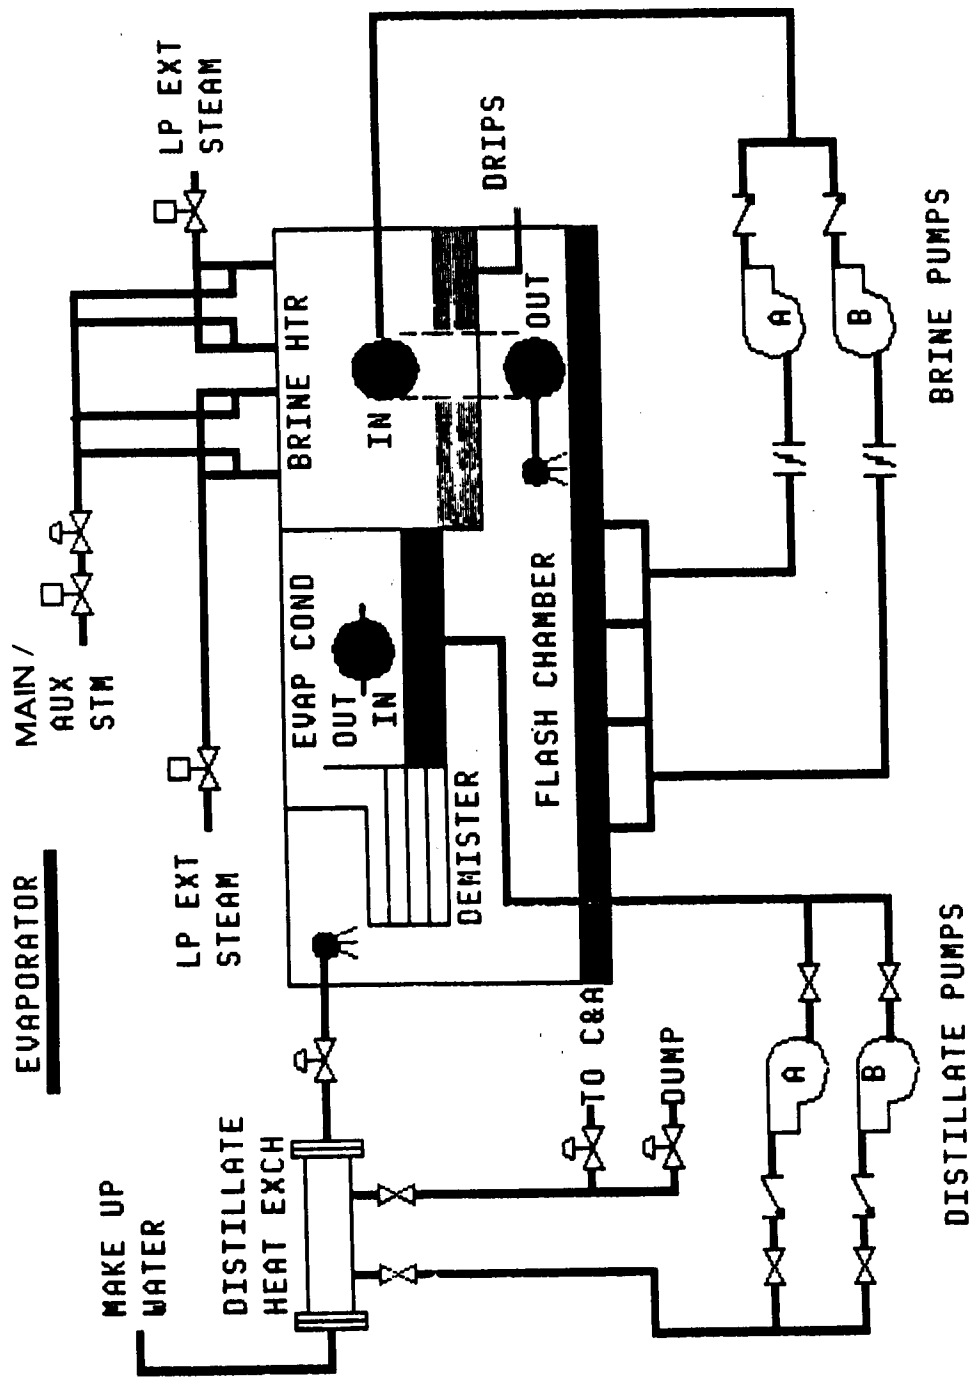 EVAPORATOR
MAIN /
AUX
STM
LP EXT
STEAM
LP EXT
STEAM
MAKE UP
WATER
DISTILLATE
HEAT EXCH
EVAP COND
OUT
IN
BRINE HTR
IN
OUT
DRIPS
DEMISTER
FLASH CHAMBER
TO C&A
DUMP
A
B
DISTILLATE PUMPS
A
B
BRINE PUMPS